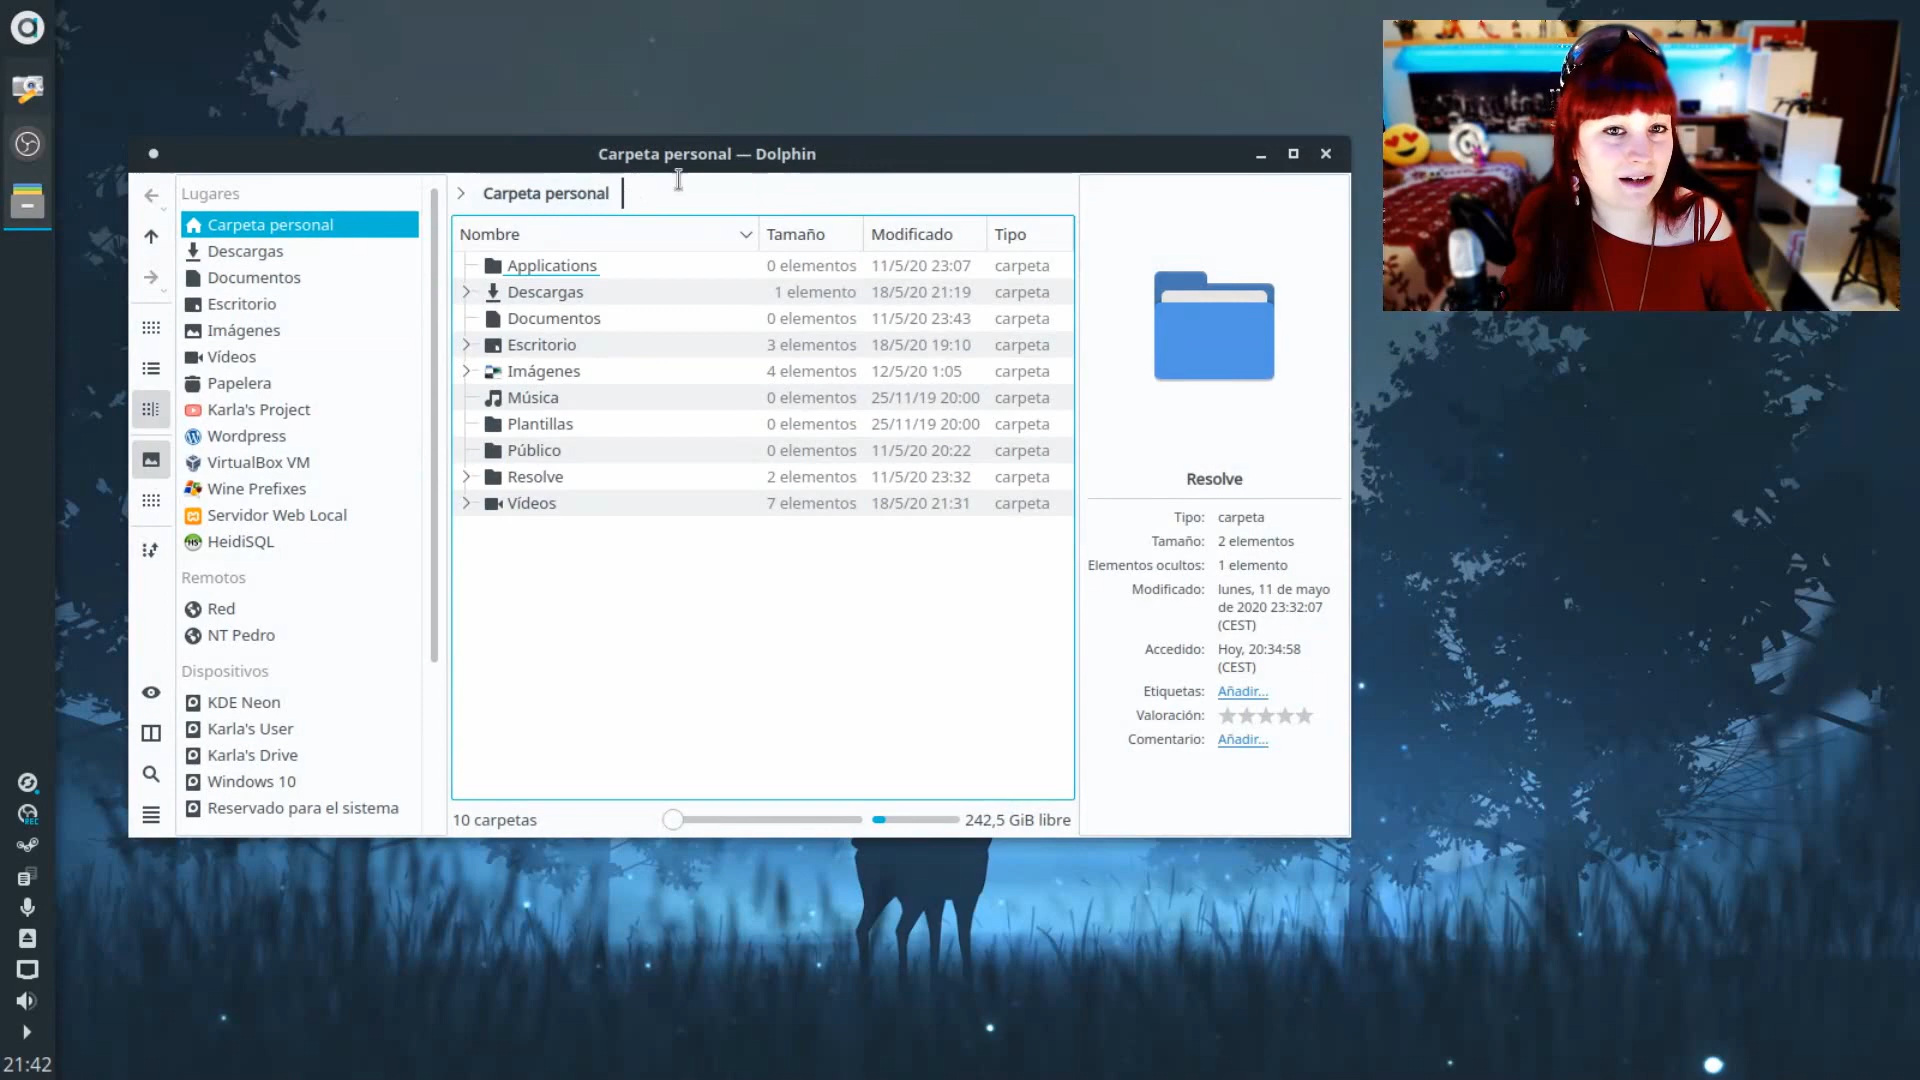 Carpeta personal — Dolphin
Lugares
Carpeta personal
Descargas
Documentos
Escritorio
Imágenes
Vídeos
Papelera
Karla's Project
Wordpress
VirtualBox VM
Wine Prefixes
Servidor Web Local
HeidiSQL
Remotos
Red
NT Pedro
Dispositivos
KDE Neon
Karla's User
Karla's Drive
Windows 10
Reservado para el sistema
Carpeta personal
Nombre Tamaño Modificado Tipo
Applications 0 elementos 11/5/20 23:07 carpeta
Descargas 1 elemento 18/5/20 21:19 carpeta
Documentos 0 elementos 11/5/20 23:43 carpeta
Escritorio 3 elementos 18/5/20 19:10 carpeta
Imágenes 4 elementos 12/5/20 1:05 carpeta
Música 0 elementos 25/11/19 20:00 carpeta
Plantillas 0 elementos 25/11/19 20:00 carpeta
Público 0 elementos 11/5/20 20:22 carpeta
Resolve 2 elementos 11/5/20 23:32 carpeta
Vídeos 7 elementos 18/5/20 21:31 carpeta
10 carpetas 242,5 GiB libre
Resolve
Tipo: carpeta
Tamaño: 2 elementos
Elementos ocultos: 1 elemento
Modificado: lunes, 11 de mayo
de 2020 23:32:07
(CEST)
Accedido: Hoy, 20:34:58
(CEST)
Etiquetas: Añadir...
Valoración:
Comentario: Añadir...
REC
21:42